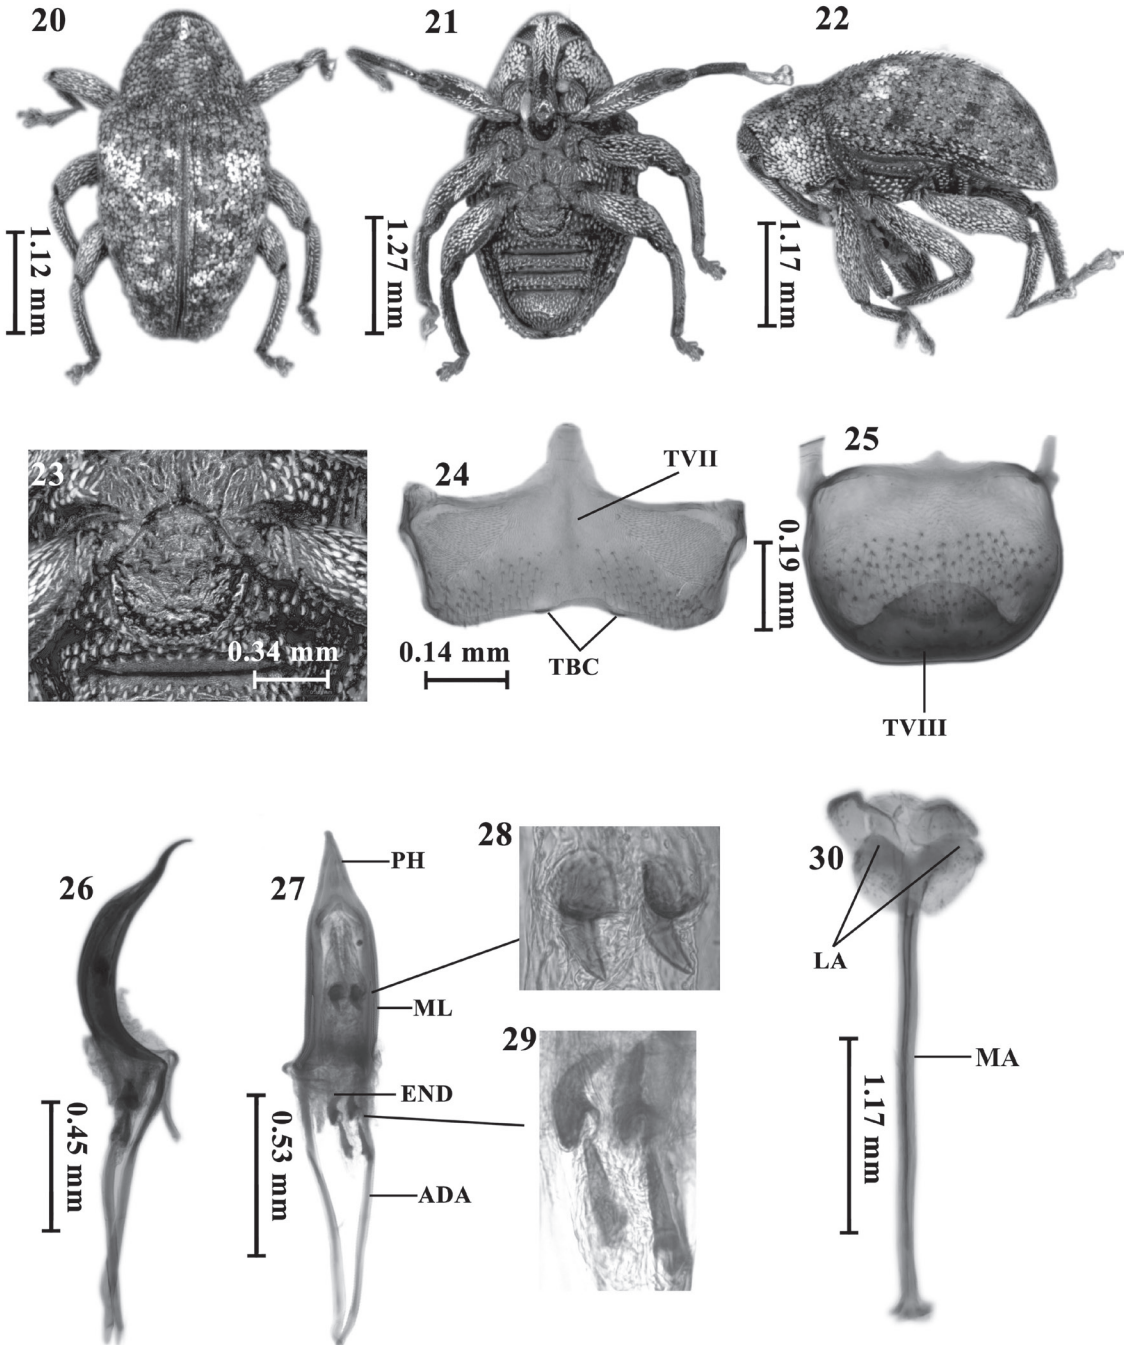 20
21
22
1.12 mm
1.27 mm
1.17 mm
23
24
25
TVII
0.19 mm
0.34 mm
0.14 mm
TBC
TVIII
26
27
28
30
PH
LA
ML
29
MA
END
0.45 mm
0.53 mm
1.17 mm
ADA